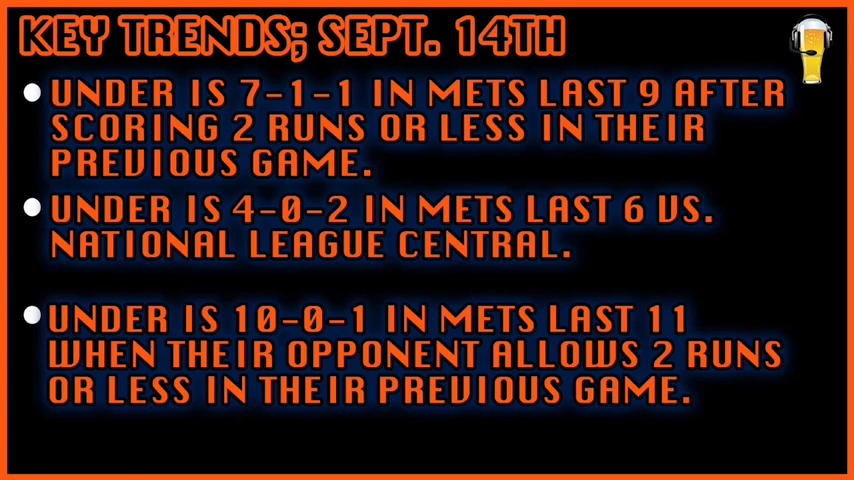 KEY TRENDS; SEPT. 14TH
UNDER IS 7-1-1 IN METS LAST 9 AFTER
SCORING 2 RUNS OR LESS IN THEIR
PREVIOUS GAME.
UNDER IS 4-0-2 IN METS LAST 6 VS.
NATIONAL LEAGUE CENTRAL.
UNDER IS 10-0-1 IN METS LAST 11
WHEN THEIR OPPONENT ALLOWS 2 RUNS
OR LESS IN THEIR PREVIOUS GAME.